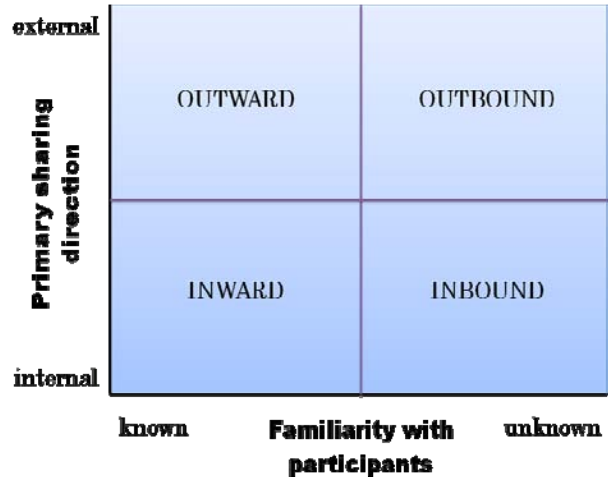 external
OUTWARD OUTBOUND
Primary sharing
direction
INWARD INBOUND
internal
known unknown
Familiarity with
participants